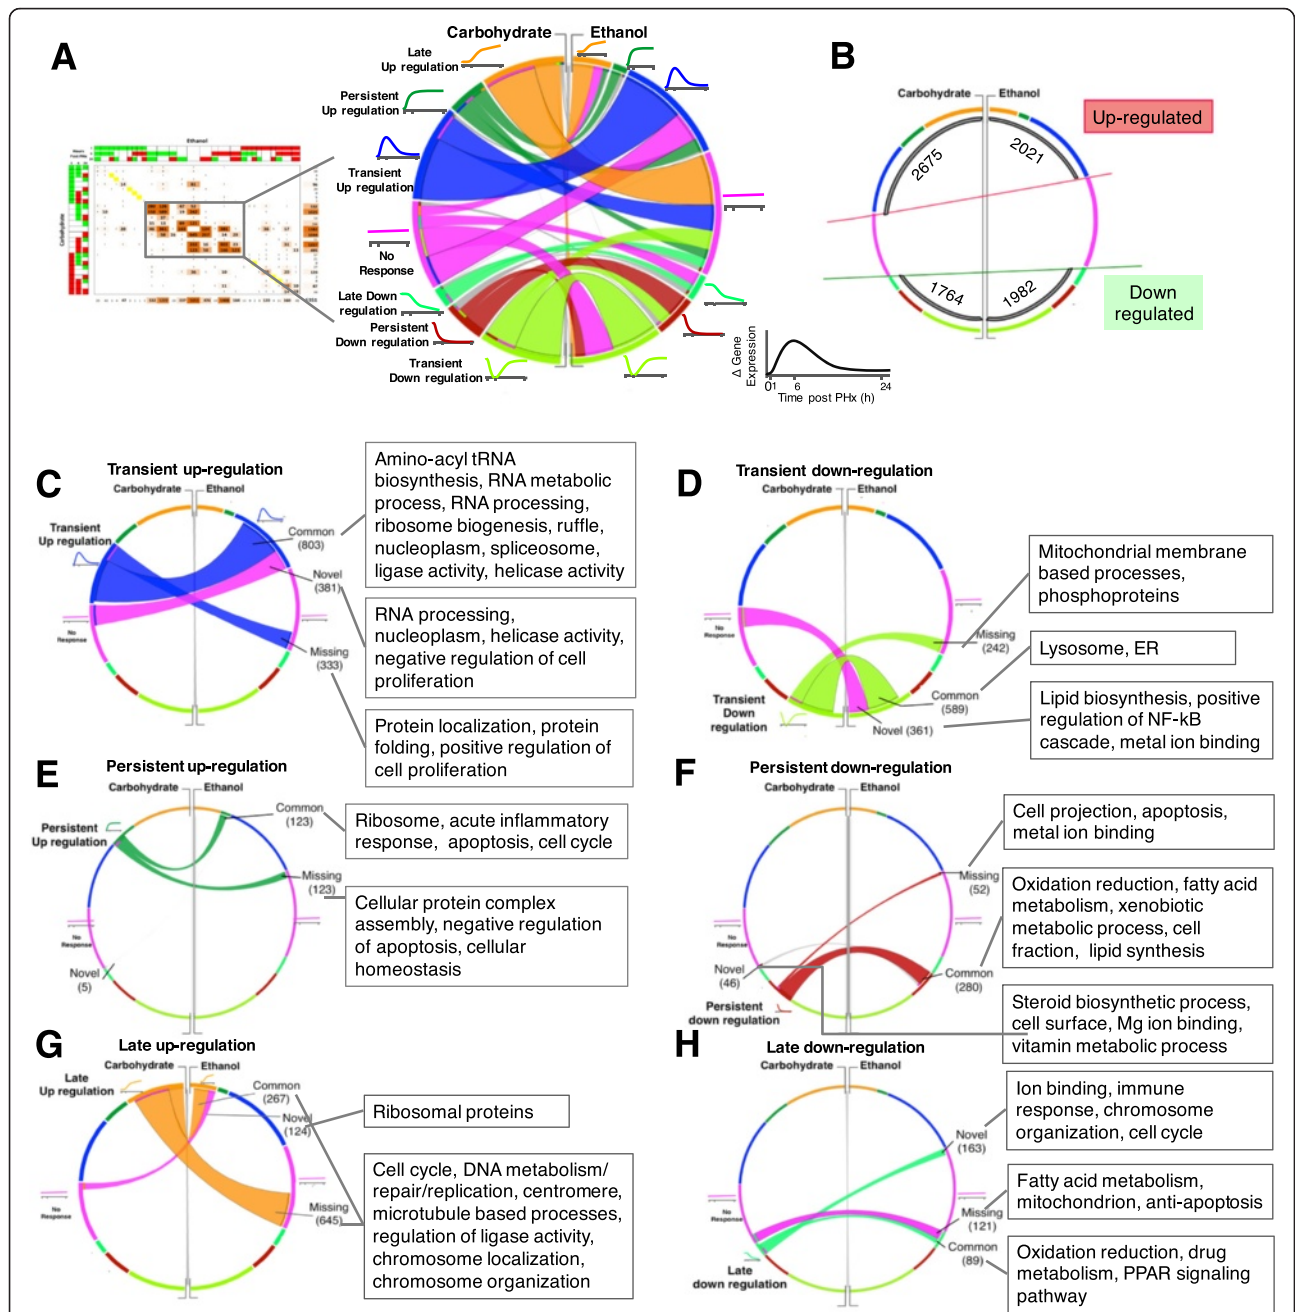 A
Carbohydrate
Ethanol
Late
Up regulation
Persistent
Up regulation
Transient
Up regulation
No
Response
Late Down
regulation
Persistent
Down regulation
Transient
Down regulation
Ethanol
Carbohydrate
Δ Gene
Expression
0 1 6 24
Time post PHx (h)
B
Carbohydrate
Ethanol
2675
2021
1764
1982
Up-regulated
Down
regulated
C
Transient up-regulation
Carbohydrate
Ethanol
Transient
Up regulation
No
Response
Common
(803)
Novel
(381)
Missing
(333)
Amino-acyl tRNA
biosynthesis, RNA metabolic
process, RNA processing,
ribosome biogenesis, ruffle,
nucleoplasm, spliceosome,
ligase activity, helicase activity
RNA processing,
nucleoplasm, helicase activity,
negative regulation of cell
proliferation
Protein localization, protein
folding, positive regulation of
cell proliferation
D
Transient down-regulation
Carbohydrate
Ethanol
No
Response
Transient
Down
regulation
Missing
(242)
Common
(589)
Novel (361)
Mitochondrial membrane
based processes,
phosphoproteins
Lysosome, ER
Lipid biosynthesis, positive
regulation of NF-kB
cascade, metal ion binding
E
Persistent up-regulation
Carbohydrate
Ethanol
Persistent
Up regulation
No
Response
Novel
(5)
Common
(123)
Missing
(123)
Ribosome, acute inflammatory
response, apoptosis, cell cycle
Cellular protein complex
assembly, negative regulation
of apoptosis, cellular
homeostasis
F
Persistent down-regulation
Carbohydrate
Ethanol
No
Response
Novel
(46)
Persistent
down regulation
Missing
(52)
Common
(280)
Cell projection, apoptosis,
metal ion binding
Oxidation reduction, fatty acid
metabolism, xenobiotic
metabolic process, cell
fraction, lipid synthesis
Steroid biosynthetic process,
cell surface, Mg ion binding,
vitamin metabolic process
G
Late up-regulation
Carbohydrate
Ethanol
Late
Up regulation
No
Response
Common
(267)
Novel
(124)
Missing
(645)
Ribosomal proteins
Cell cycle, DNA metabolism/
repair/replication, centromere,
microtubule based processes,
regulation of ligase activity,
chromosome localization,
chromosome organization
H
Late down-regulation
Carbohydrate
Ethanol
No
Response
Late
down regulation
Novel
(163)
Missing
(121)
Common
(89)
Ion binding, immune
response, chromosome
organization, cell cycle
Fatty acid metabolism,
mitochondrion, anti-apoptosis
Oxidation reduction, drug
metabolism, PPAR signaling
pathway